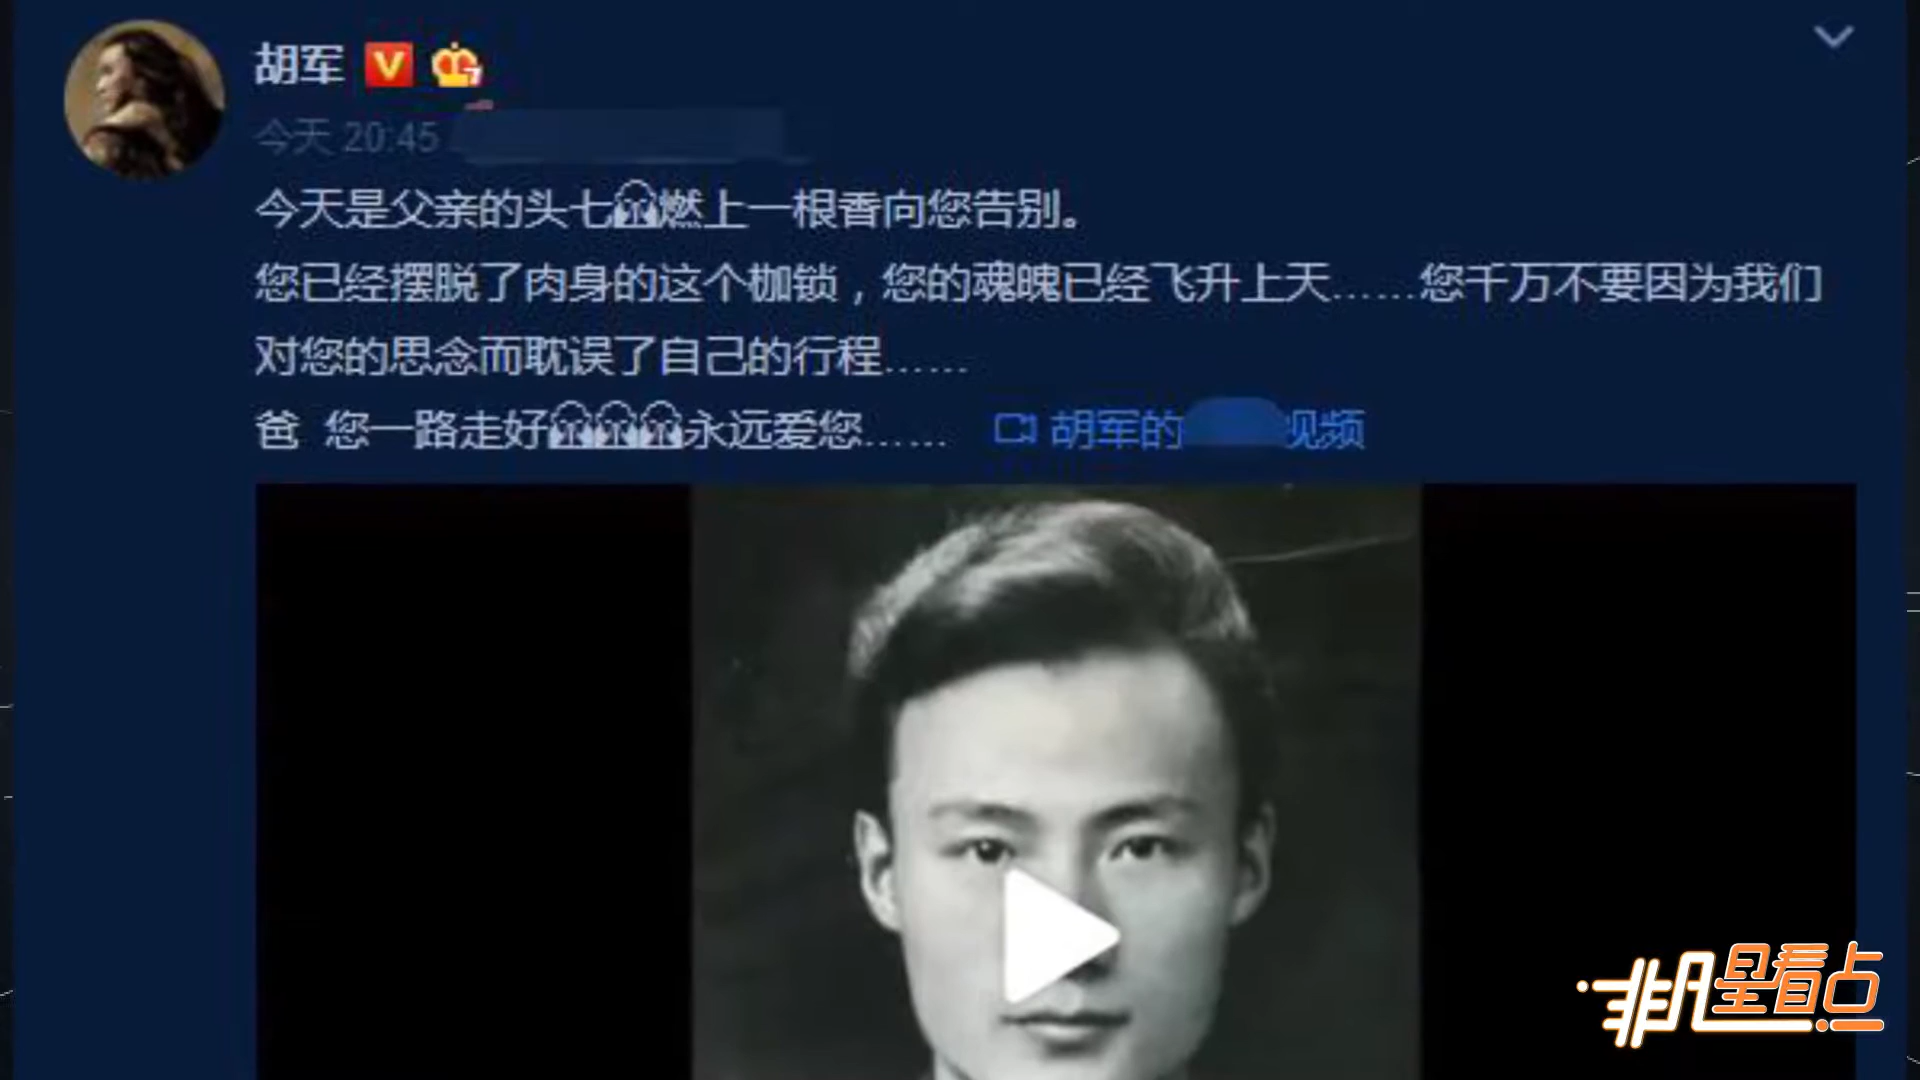 胡军
今天 20:45
今天是父亲的头七燃上一根香向您告别。
您已经摆脱了肉身的这个枷锁，您的魂魄已经飞升上天……您千万不要因为我们
对您的思念而耽误了自己的行程……
爸 您一路走好永远爱您…… 胡军的 视频
非凡星看点